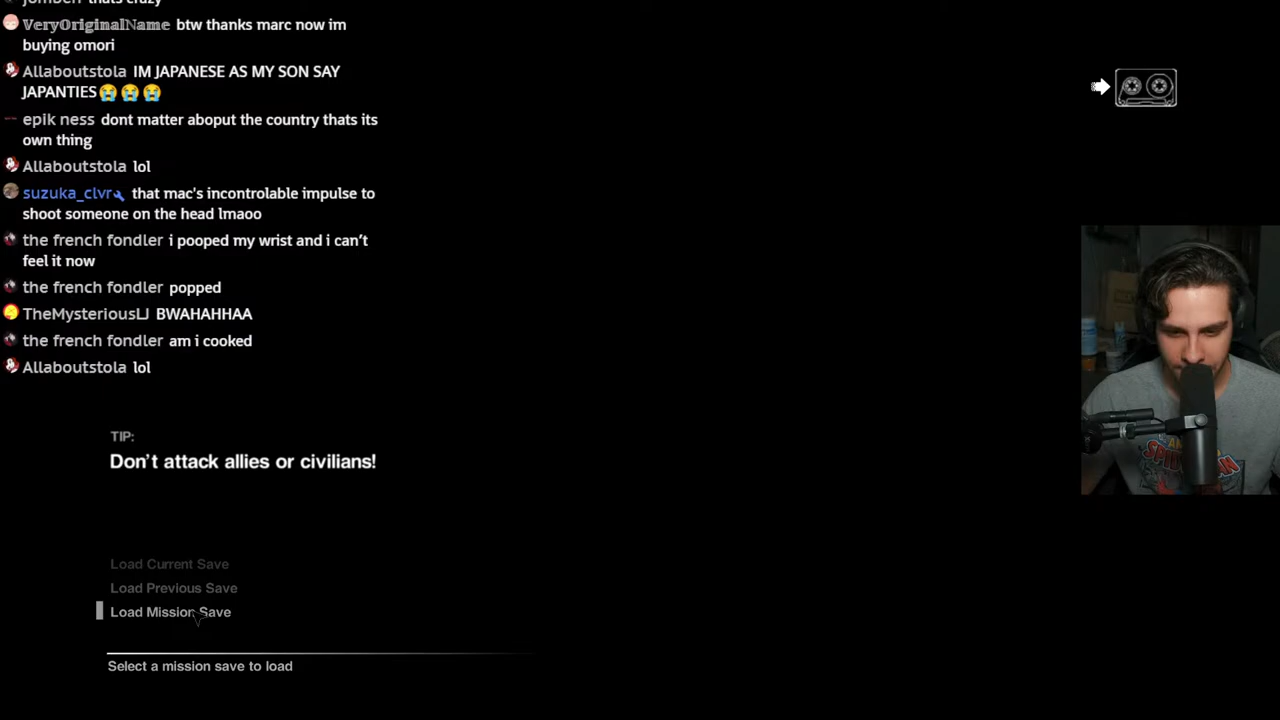 jomben thats crazy
VeryOriginalName btw thanks marc now im
buying omori
Allaboutstola IM JAPANESE AS MY SON SAY
JAPANTIES😭😭😭
epik ness dont matter aboput the country thats its
own thing
Allaboutstola lol
suzuka_clvr that mac's incontrolable impulse to
shoot someone on the head lmaoo
the french fondler i pooped my wrist and i can't
feel it now
the french fondler popped
TheMysteriousLJ BWAHAHHAA
the french fondler am i cooked
Allaboutstola lol
TIP:
Don't attack allies or civilians!
Load Current Save
Load Previous Save
Load Mission Save
Select a mission save to load